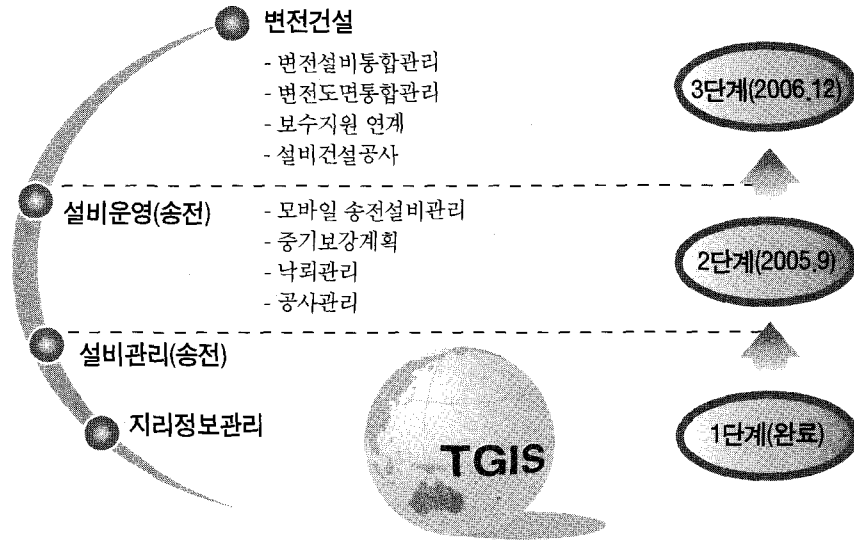 변전건설
- 변전설비통합관리
- 변전도면통합관리
- 보수지원 연계
- 설비건설공사
3단계(2006.12)
설비운영(송전)
- 모바일 송전설비관리
- 중기보강계획
- 낙뢰관리
- 공사관리
2단계(2005.9)
설비관리(송전)
지리정보관리
TGIS
1단계(완료)